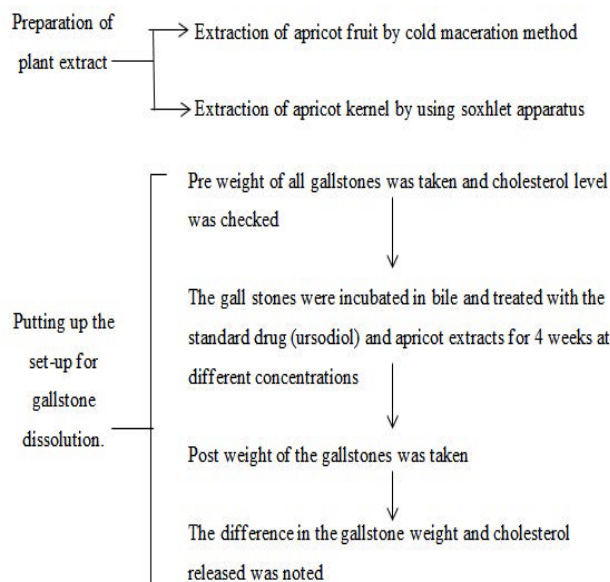 Preparation of
plant extract
Extraction of apricot fruit by cold maceration method
Extraction of apricot kernel by using soxhlet apparatus
Putting up the
set-up for
gallstone
dissolution.
Pre weight of all gallstones was taken and cholesterol level
was checked
The gall stones were incubated in bile and treated with the
standard drug (ursodiol) and apricot extracts for 4 weeks at
different concentrations
Post weight of the gallstones was taken
The difference in the gallstone weight and cholesterol
released was noted